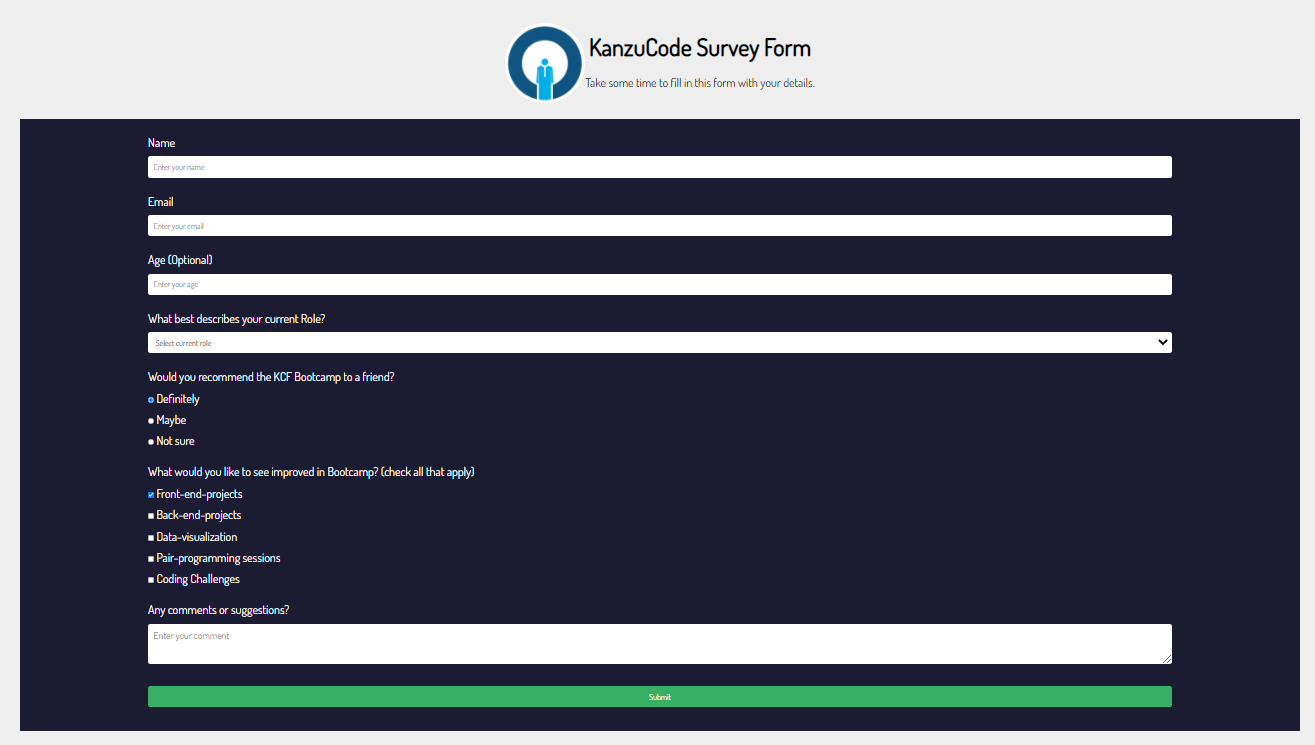 KanzuCode Survey Form
Take some time to fill in this form with your details.
Name
Enter your name
Email
Enter your email
Age (Optional)
Enter your age
What best describes your current Role?
Select current role
Would you recommend the KCF Bootcamp to a friend?
Definitely
Maybe
Not sure
What would you like to see improved in Bootcamp? (check all that apply)
Front-end-projects
Back-end-projects
Data-visualization
Pair-programming sessions
Coding Challenges
Any comments or suggestions?
Enter your comment
Submit